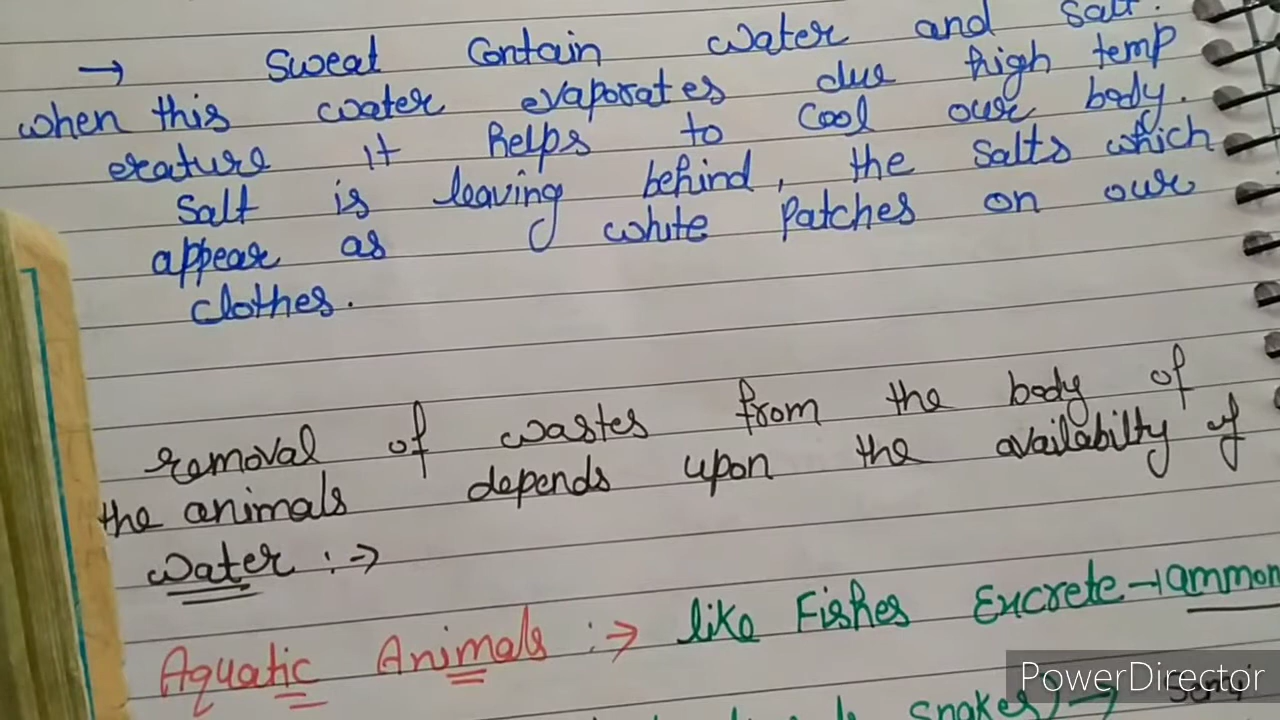 → Sweat Contain water and Salt.
when this water evaporates due high temp
erature it helps to cool our body.
Salt is leaving behind, the salts which
appear as white patches on our
clothes.
removal of wastes from the body of
the animals depends upon the availabilty of
water :→
Aquatic Animals :→ like Fishes Excrete → ammon
snakes) →
PowerDirector